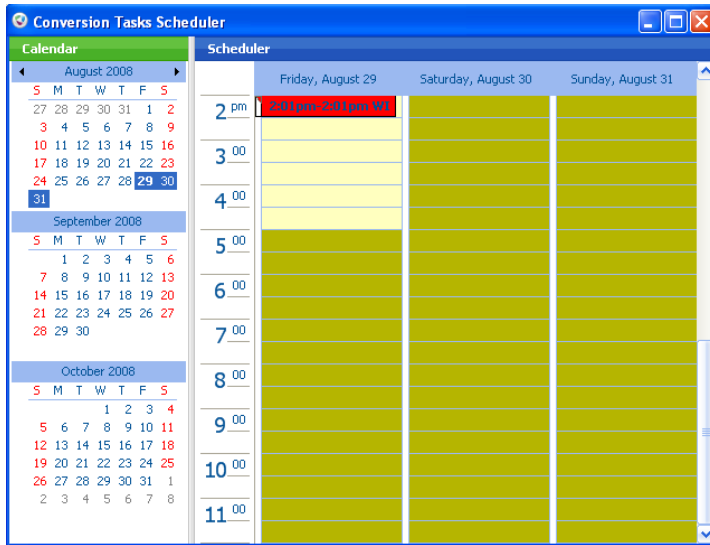 Conversion Tasks Scheduler
Calendar
August 2008
S M T W T F S
27 28 29 30 31 1 2
3 4 5 6 7 8 9
10 11 12 13 14 15 16
17 18 19 20 21 22 23
24 25 26 27 28 29 30
31
September 2008
S M T W T F S
1 2 3 4 5 6
7 8 9 10 11 12 13
14 15 16 17 18 19 20
21 22 23 24 25 26 27
28 29 30
October 2008
S M T W T F S
1 2 3 4
5 6 7 8 9 10 11
12 13 14 15 16 17 18
19 20 21 22 23 24 25
26 27 28 29 30 31 1
2 3 4 5 6 7 8
Scheduler
Friday, August 29 Saturday, August 30 Sunday, August 31
2 pm 2:01pm-2:01pm WI
3 00
4 00
5 00
6 00
7 00
8 00
9 00
10 00
11 00